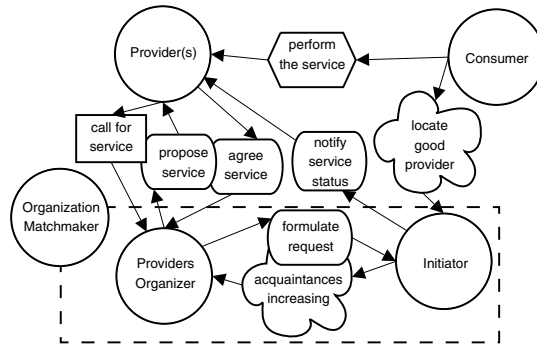 Provider(s)
perform
the service
Consumer
call for
service
propose
service
agree
service
notify
service
status
locate
good
provider
Organization
Matchmaker
Providers
Organizer
formulate
request
acquaintances
increasing
Initiator